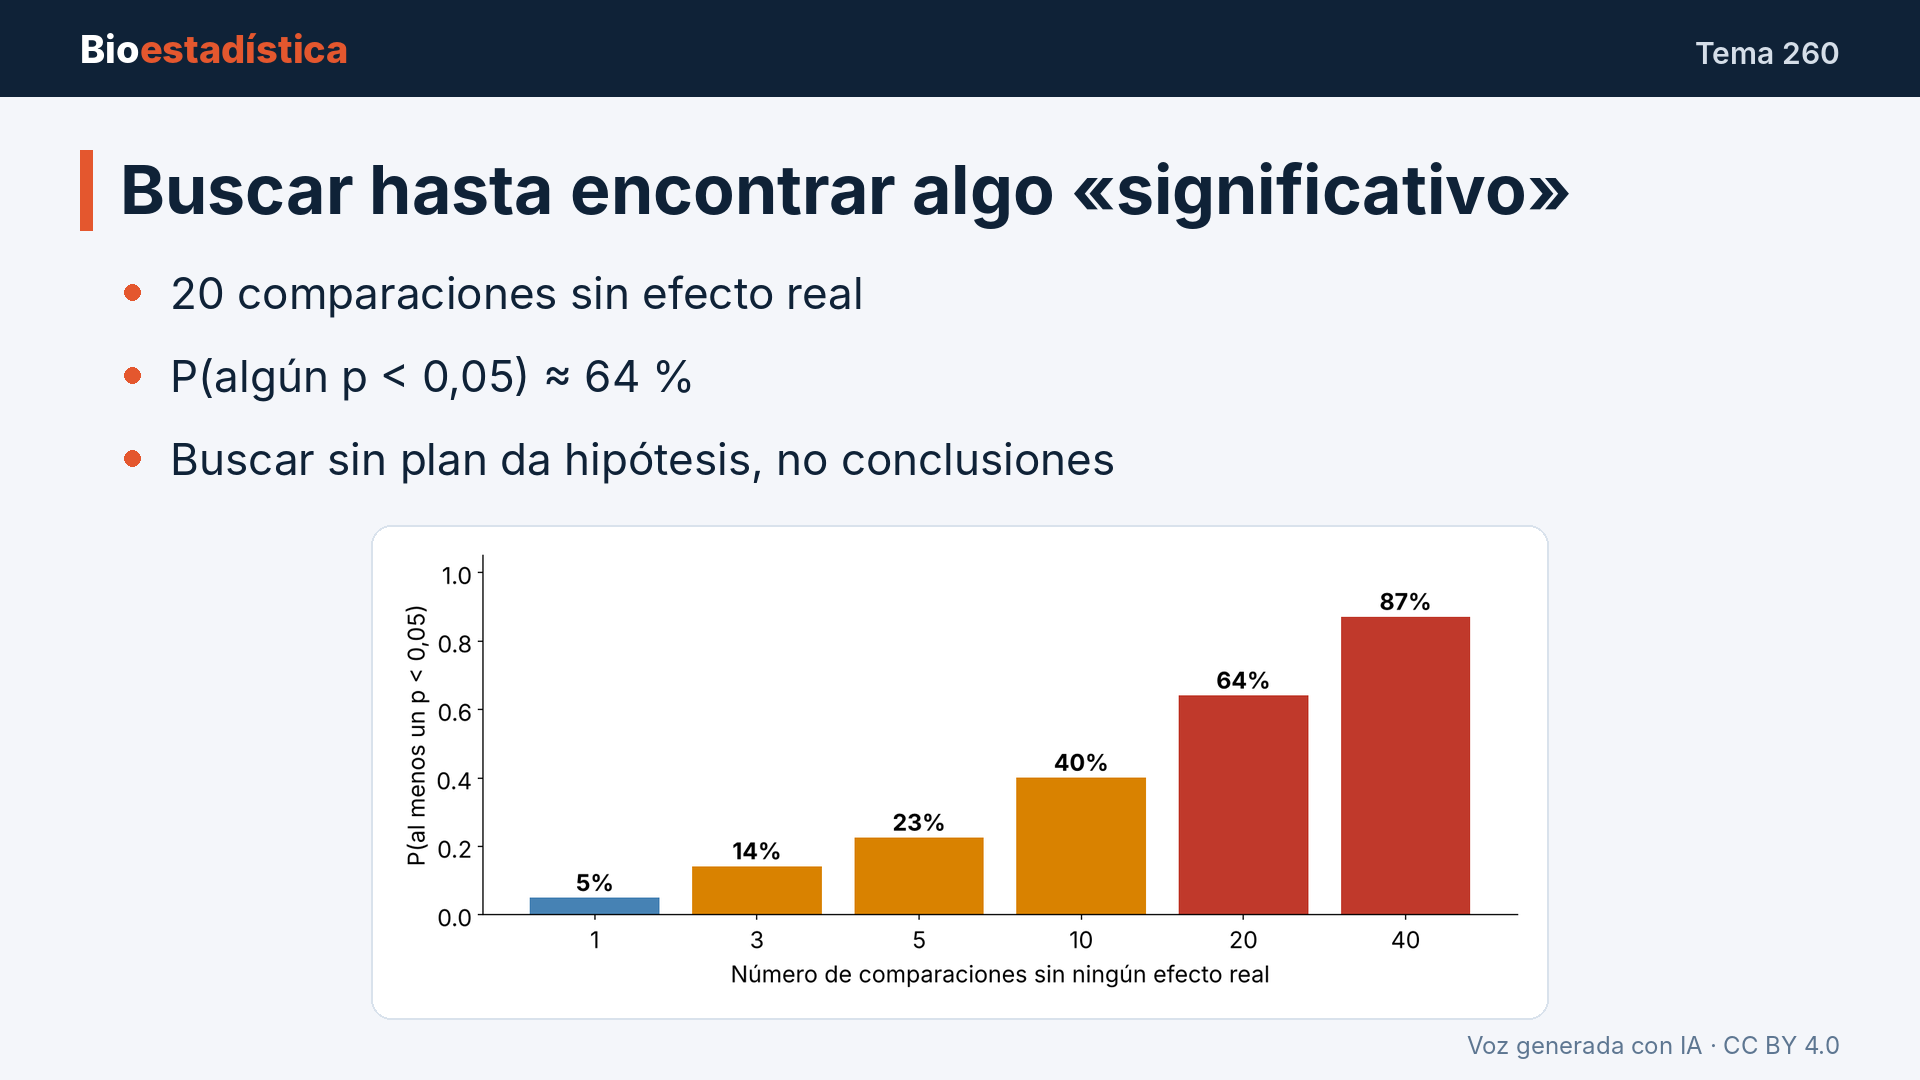 Bioestadística
Tema 260
Buscar hasta encontrar algo «significativo»
20 comparaciones sin efecto real
P(algún p < 0,05) ≈ 64 %
Buscar sin plan da hipótesis, no conclusiones
P(al menos un p < 0,05)
1.0
0.8
0.6
0.4
0.2
0.0
5%
14%
23%
40%
64%
87%
1 3 5 10 20 40
Número de comparaciones sin ningún efecto real
Voz generada con IA · CC BY 4.0